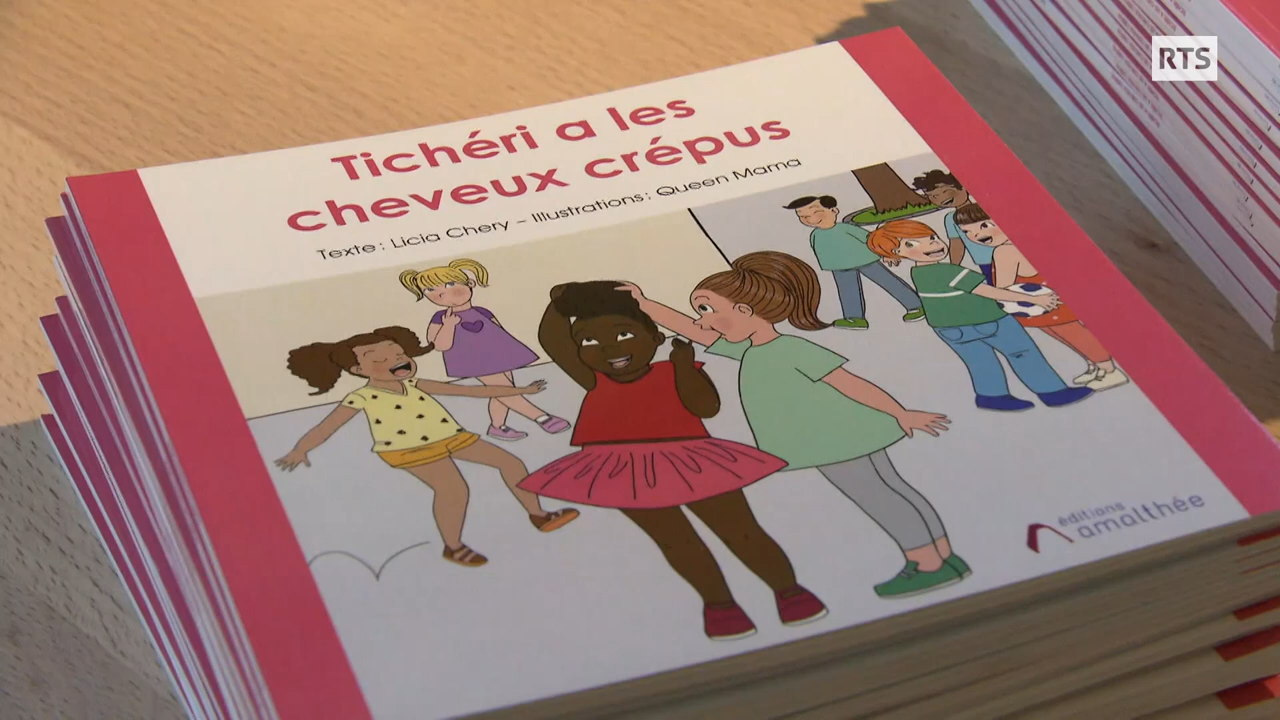 RTS
Tichéri a les
cheveux crépus
Texte : Licia Chery – Illustrations : Queen Mama
éditions
amalthée